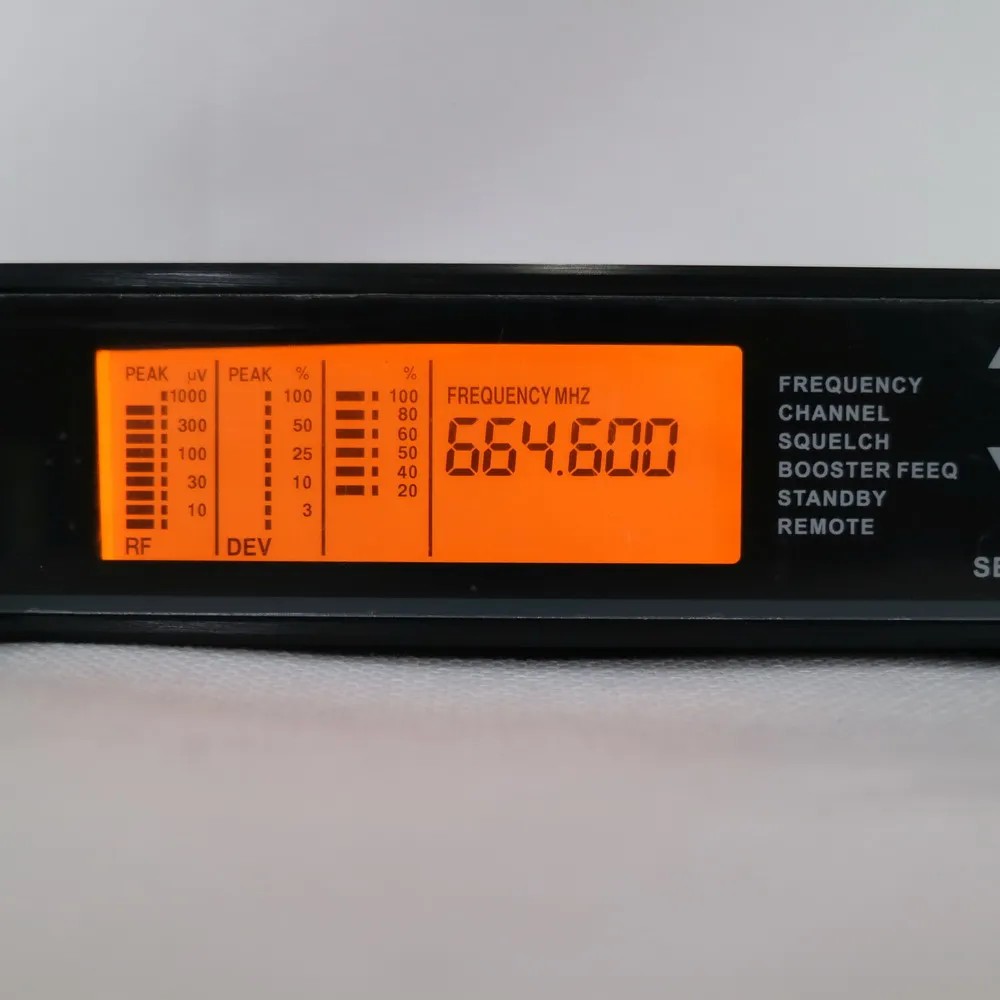 PEAK µV
1000
300
100
30
10
RF
PEAK %
100
50
25
10
3
DEV
%
100
80
60
50
40
20
FREQUENCY MHZ
664.600
FREQUENCY
CHANNEL
SQUELCH
BOOSTER FEEQ
STANDBY
REMOTE